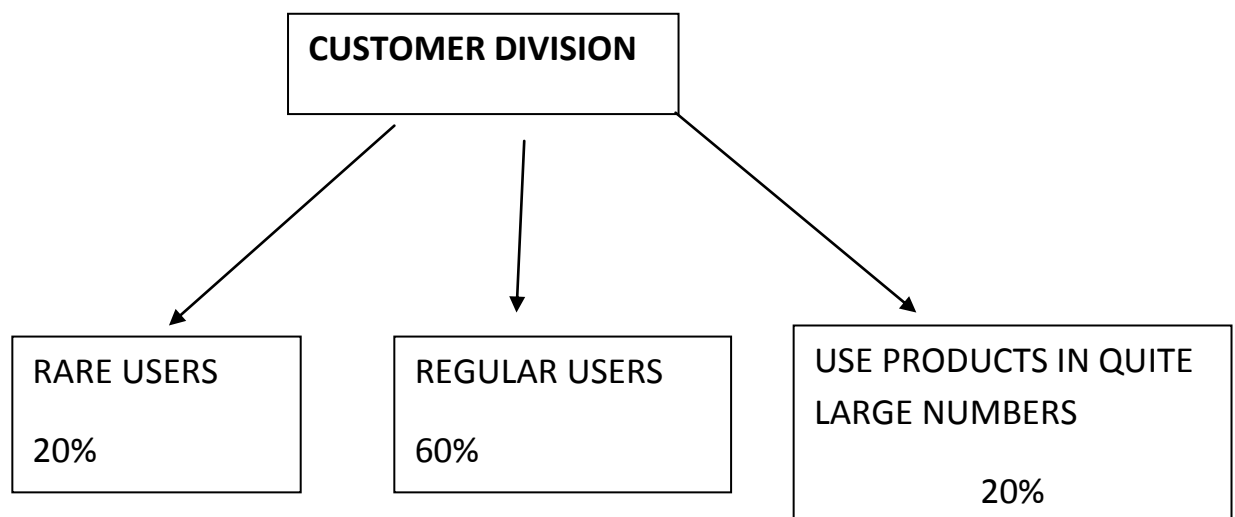 CUSTOMER DIVISION
RARE USERS
20%
REGULAR USERS
60%
USE PRODUCTS IN QUITE
LARGE NUMBERS
20%